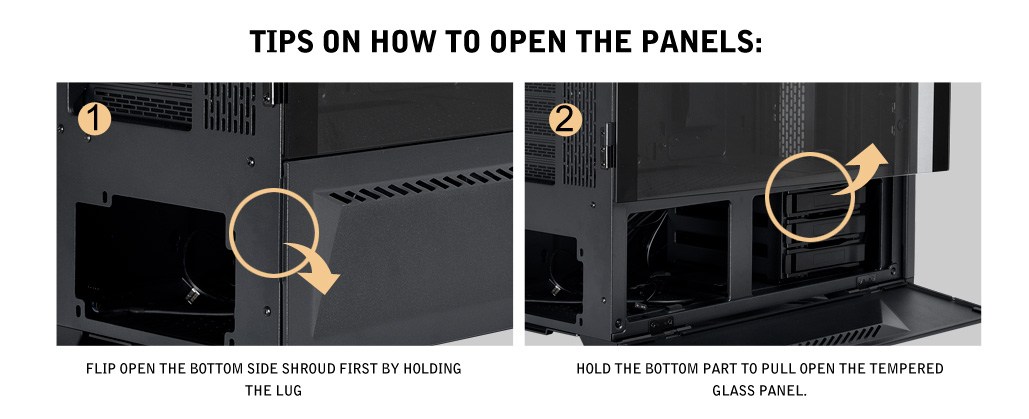 TIPS ON HOW TO OPEN THE PANELS:
1
2
FLIP OPEN THE BOTTOM SIDE SHROUD FIRST BY HOLDING
THE LUG
HOLD THE BOTTOM PART TO PULL OPEN THE TEMPERED
GLASS PANEL.